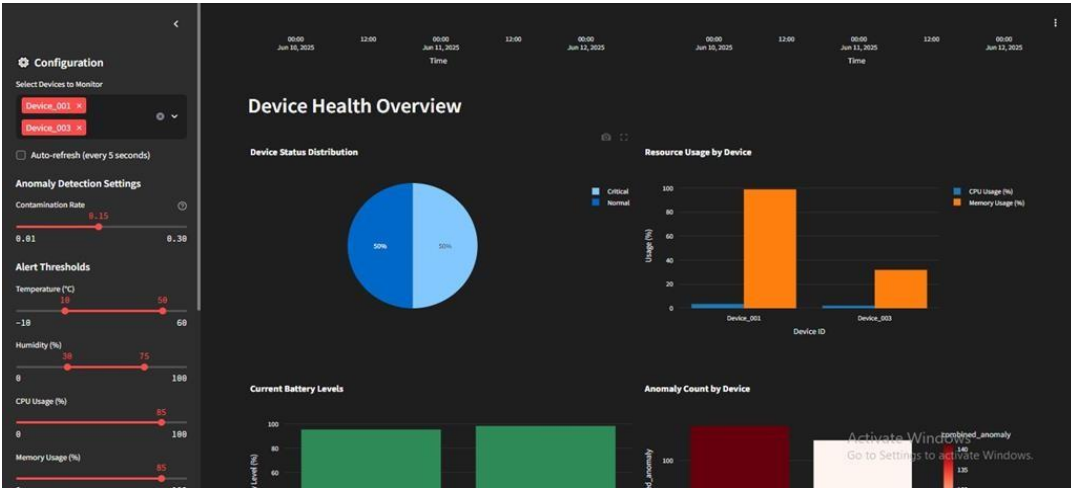 Configuration
Select Devices to Monitor
Device_001 ×
Device_003 ×
Auto-refresh (every 5 seconds)
Anomaly Detection Settings
Contamination Rate
0.15
0.01 0.30
Alert Thresholds
Temperature (°C)
10 50
-10 60
Humidity (%)
30 75
0 100
CPU Usage (%)
85
0 100
Memory Usage (%)
85
00:00 12:00 00:00 12:00 00:00
Jun 10, 2025 Jun 11, 2025 Jun 12, 2025
Time
00:00 12:00 00:00 12:00 00:00
Jun 10, 2025 Jun 11, 2025 Jun 12, 2025
Time
Device Health Overview
Device Status Distribution
50% 50%
Critical
Normal
Resource Usage by Device
100
80
60
40
20
0
Usage (%)
Device_001 Device_003
Device ID
CPU Usage (%)
Memory Usage (%)
Current Battery Levels
100
80
60
Level (%)
Anomaly Count by Device
100
combined_anomaly
140
135
Activate Windows
Go to Settings to activate Windows.